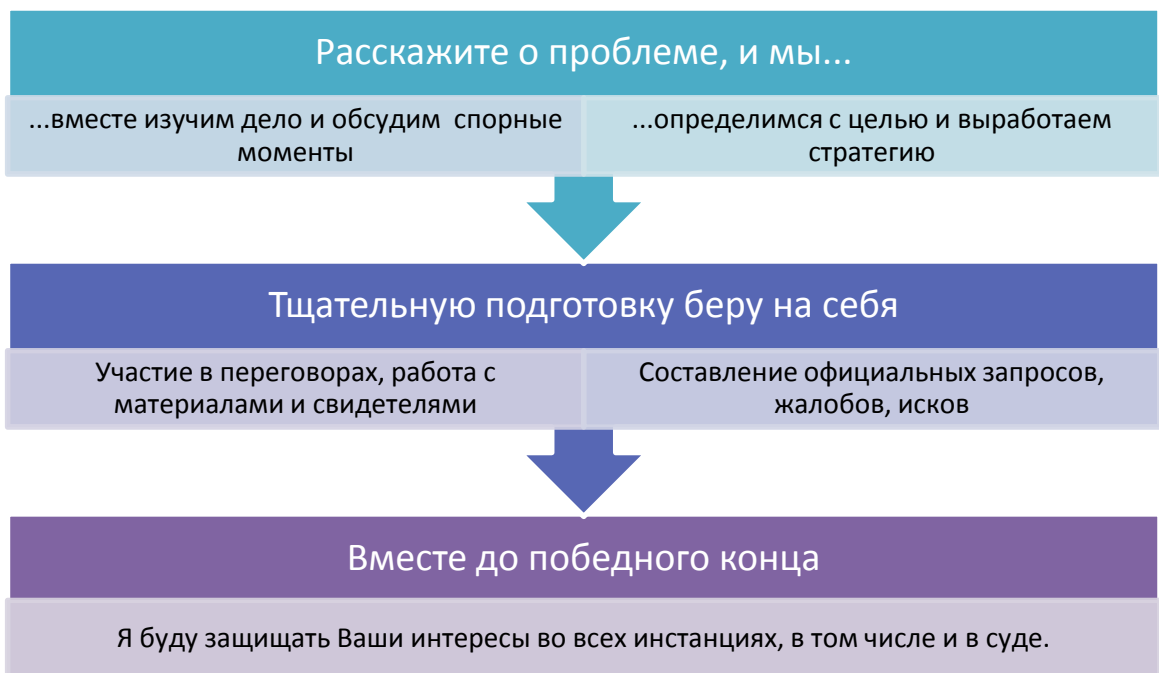 Расскажите о проблеме, и мы...
...вместе изучим дело и обсудим спорные
моменты
...определимся с целью и выработаем
стратегию
Тщательную подготовку беру на себя
Участие в переговорах, работа с
материалами и свидетелями
Составление официальных запросов,
жалобов, исков
Вместе до победного конца
Я буду защищать Ваши интересы во всех инстанциях, в том числе и в суде.